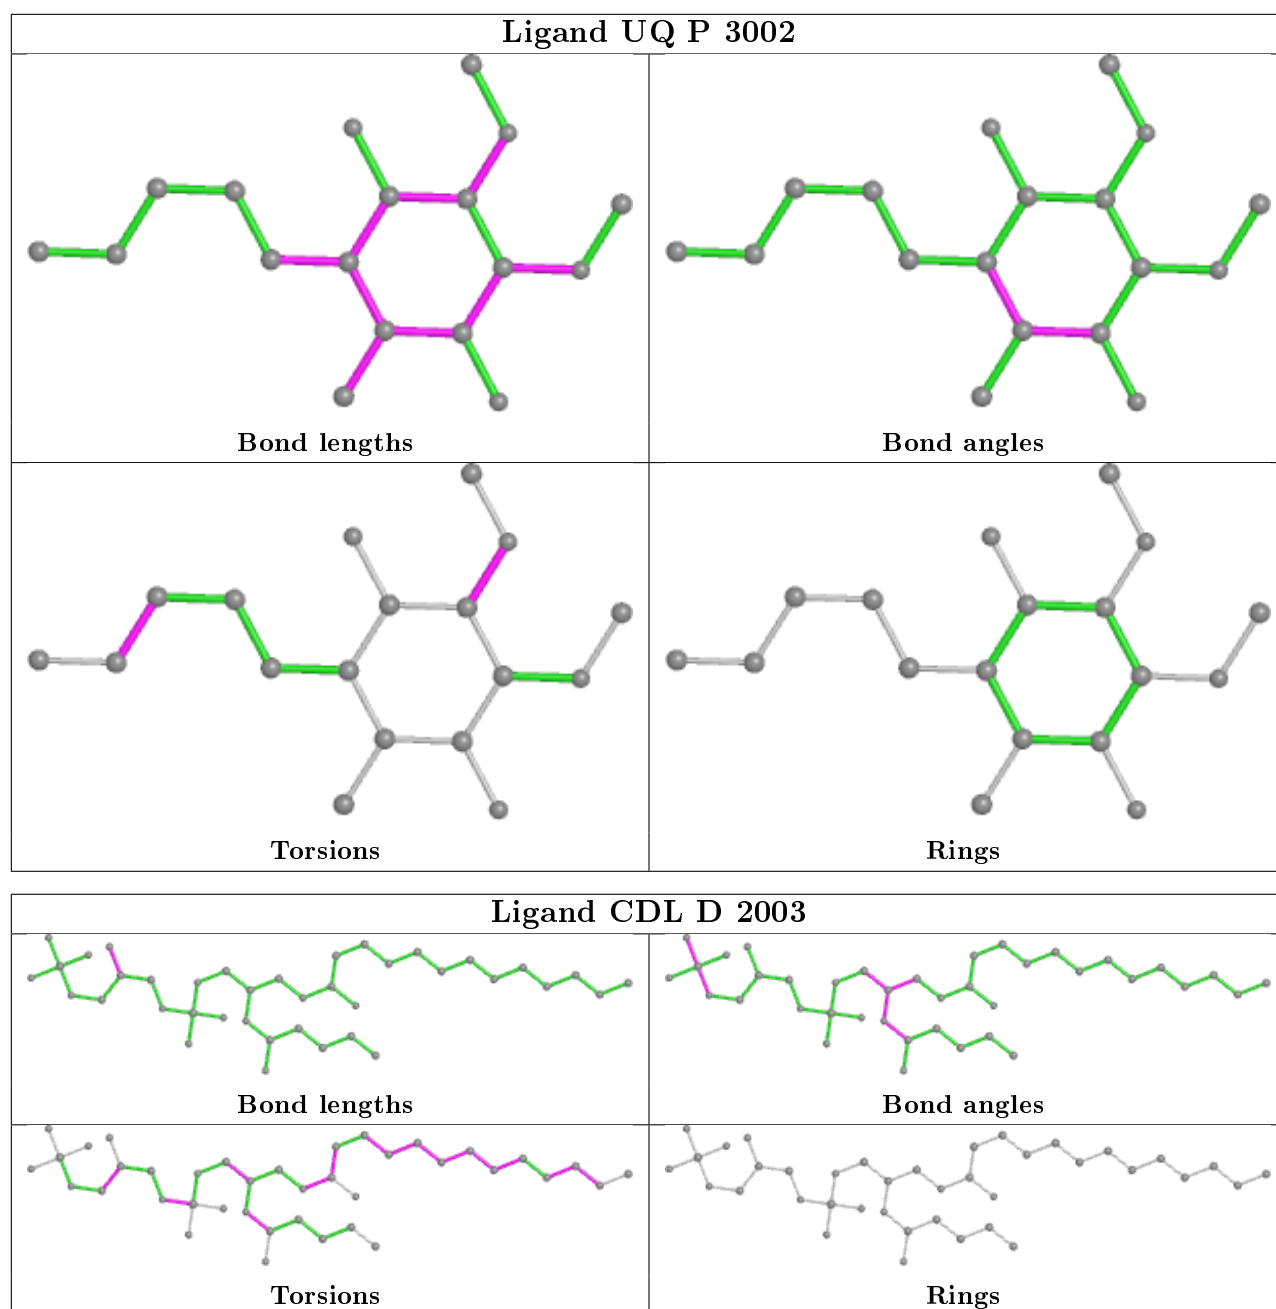 Ligand UQ P 3002
Bond lengths
Bond angles
Torsions
Rings
Ligand CDL D 2003
Bond lengths
Bond angles
Torsions
Rings